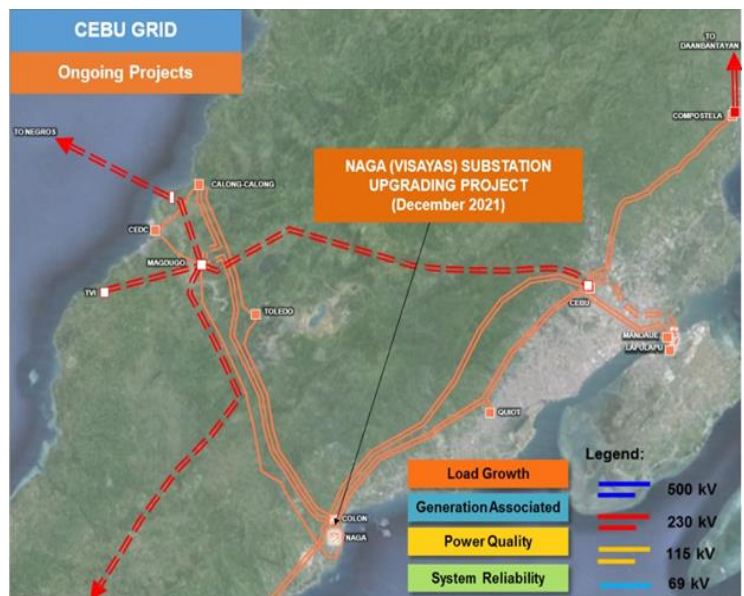 CEBU GRID
Ongoing Projects
TO
DAANBANTAYAN
COMPOSTELA
TO NEGROS
NAGA (VISAYAS) SUBSTATION
UPGRADING PROJECT
(December 2021)
CALONG-CALONG
CEDC
MAGDUGO
TVI
TOLEDO
CEBU
MANDAUE
LAPULAPU
QUIOT
COLON
NAGA
Load Growth
Generation Associated
Power Quality
System Reliability
Legend:
500 kV
230 kV
115 kV
69 kV